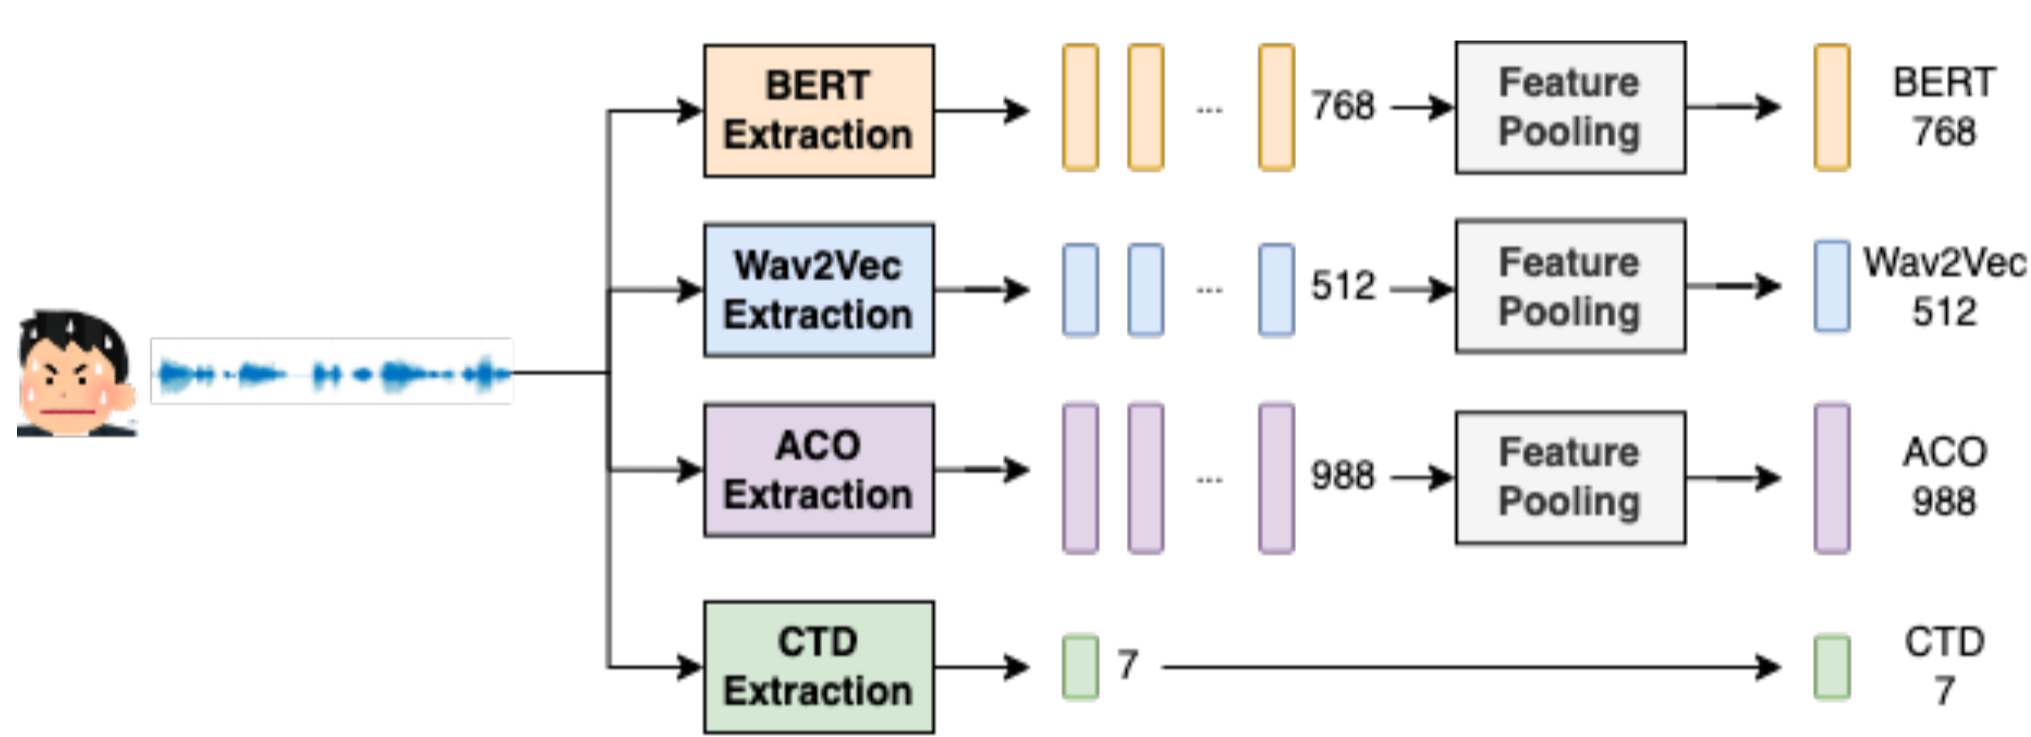 BERT
Extraction
...
768
Feature
Pooling
BERT
768
Wav2Vec
Extraction
...
512
Feature
Pooling
Wav2Vec
512
ACO
Extraction
...
988
Feature
Pooling
ACO
988
CTD
Extraction
7
CTD
7